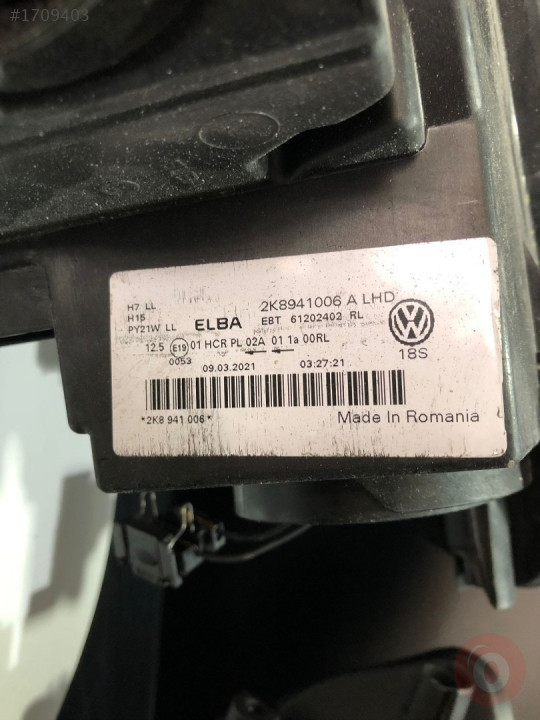 #1709403
H7 LL
H15
PY21W LL
ELBA
2K8941006 A LHD
EBT 61202402 RL
12.5 E19 01 HCR PL 02A 01 1a 00RL
0053
09.03.2021
03:27:21
18S
*2K8 941 006*
Made In Romania